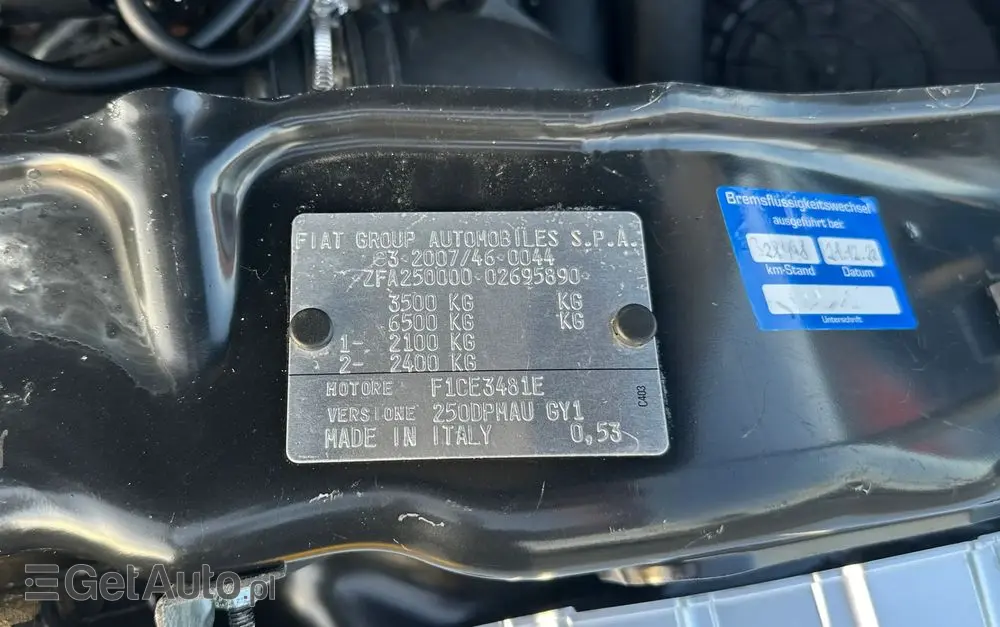 FIAT GROUP AUTOMOBILES S.P.A.
e3-2007/46-0044
ZFA250000-02695890
3500 KG KG
6500 KG KG
1- 2100 KG
2- 2400 KG
MOTORE F1CE3481E
VERSIONE 250DPMAU GY1
MADE IN ITALY 0,53
C403
Bremsflüssigkeitswechsel
ausgeführt bei:
km-Stand Datum
Unterschrift
GetAuto.pl